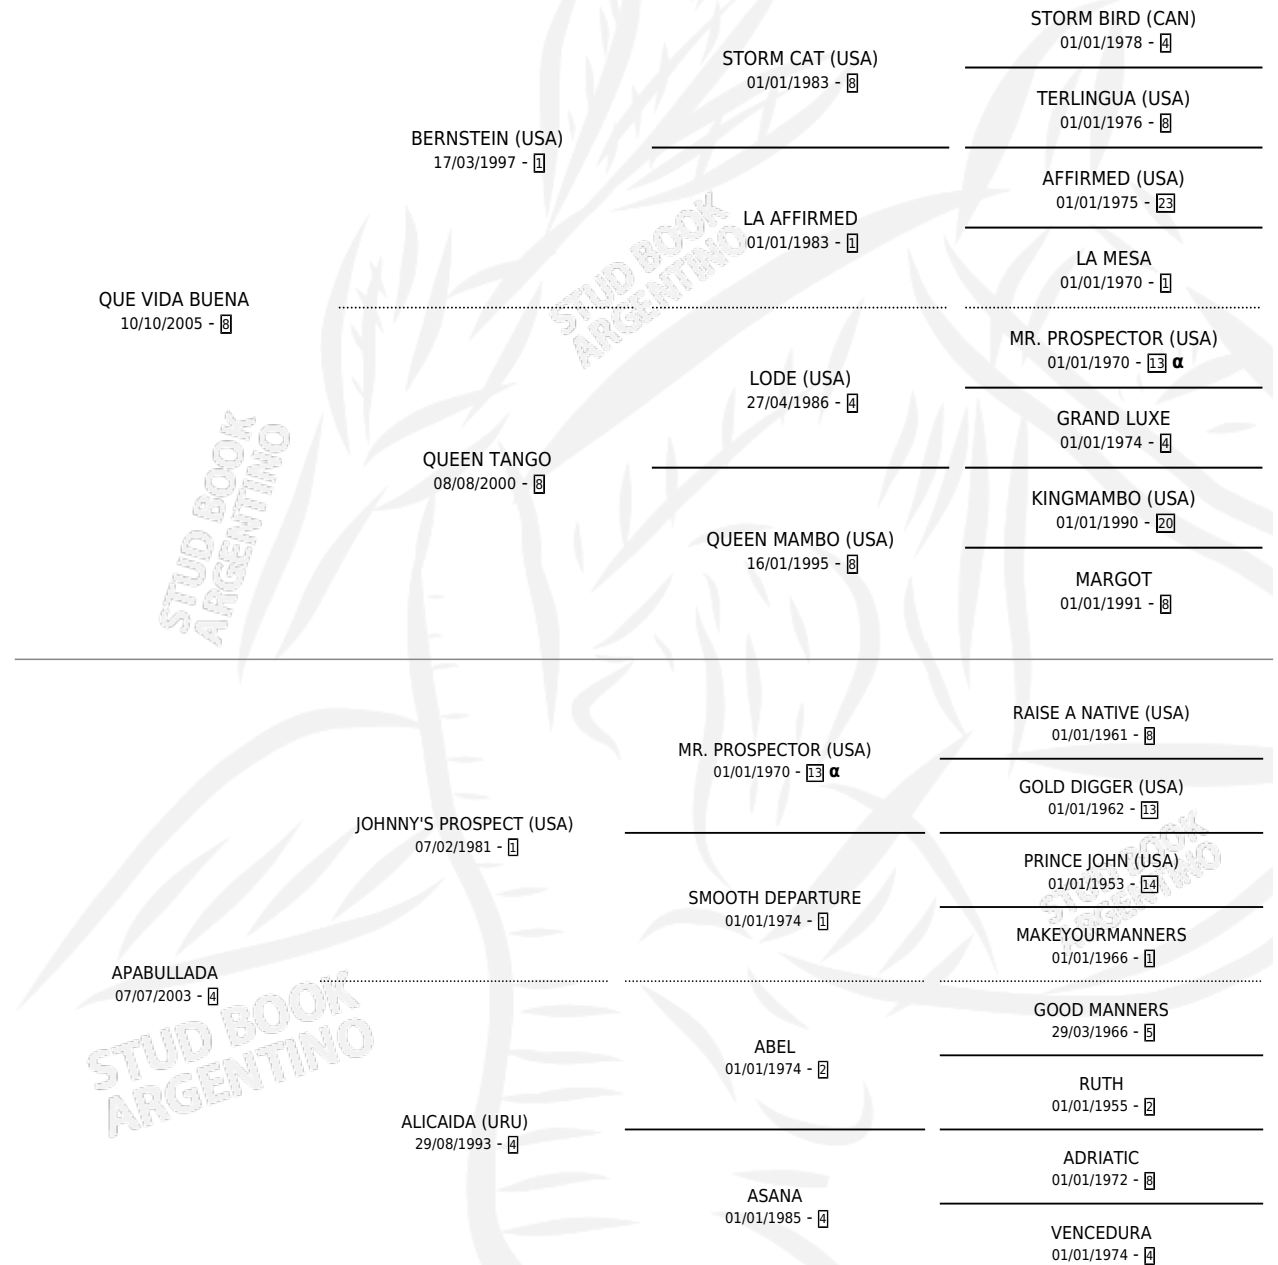 STORM BIRD (CAN)
01/01/1978 - 4
STORM CAT (USA)
01/01/1983 - 8
TERLINGUA (USA)
01/01/1976 - 8
BERNSTEIN (USA)
17/03/1997 - 1
AFFIRMED (USA)
01/01/1975 - 23
LA AFFIRMED
01/01/1983 - 1
LA MESA
01/01/1970 - 1
QUE VIDA BUENA
10/10/2005 - 8
MR. PROSPECTOR (USA)
01/01/1970 - 13 α
LODE (USA)
27/04/1986 - 4
GRAND LUXE
01/01/1974 - 4
QUEEN TANGO
08/08/2000 - 8
KINGMAMBO (USA)
01/01/1990 - 20
QUEEN MAMBO (USA)
16/01/1995 - 8
MARGOT
01/01/1991 - 8
STUD BOOK
ARGENTINO
STUD BOOK
ARGENTINO
RAISE A NATIVE (USA)
01/01/1961 - 8
MR. PROSPECTOR (USA)
01/01/1970 - 13 α
GOLD DIGGER (USA)
01/01/1962 - 13
JOHNNY'S PROSPECT (USA)
07/02/1981 - 1
PRINCE JOHN (USA)
01/01/1953 - 14
SMOOTH DEPARTURE
01/01/1974 - 1
MAKEYOURMANNERS
01/01/1966 - 1
APABULLADA
07/07/2003 - 4
GOOD MANNERS
29/03/1966 - 5
ABEL
01/01/1974 - 2
RUTH
01/01/1955 - 2
ALICAIDA (URU)
29/08/1993 - 4
ADRIATIC
01/01/1972 - 8
ASANA
01/01/1985 - 4
VENCEDURA
01/01/1974 - 4
STUD BOOK
ARGENTINO
STUD BOOK
ARGENTINO